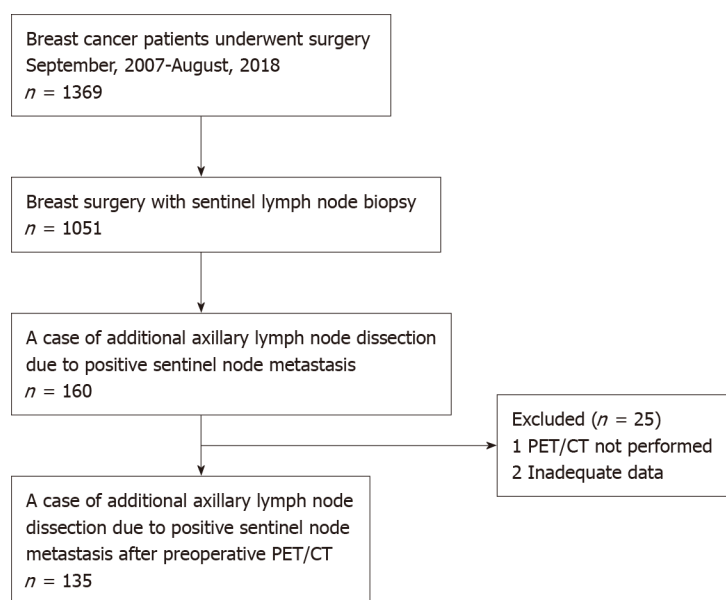 Breast cancer patients underwent surgery
September, 2007-August, 2018
n = 1369
Breast surgery with sentinel lymph node biopsy
n = 1051
A case of additional axillary lymph node dissection
due to positive sentinel node metastasis
n = 160
Excluded (n = 25)
1 PET/CT not performed
2 Inadequate data
A case of additional axillary lymph node
dissection due to positive sentinel node
metastasis after preoperative PET/CT
n = 135